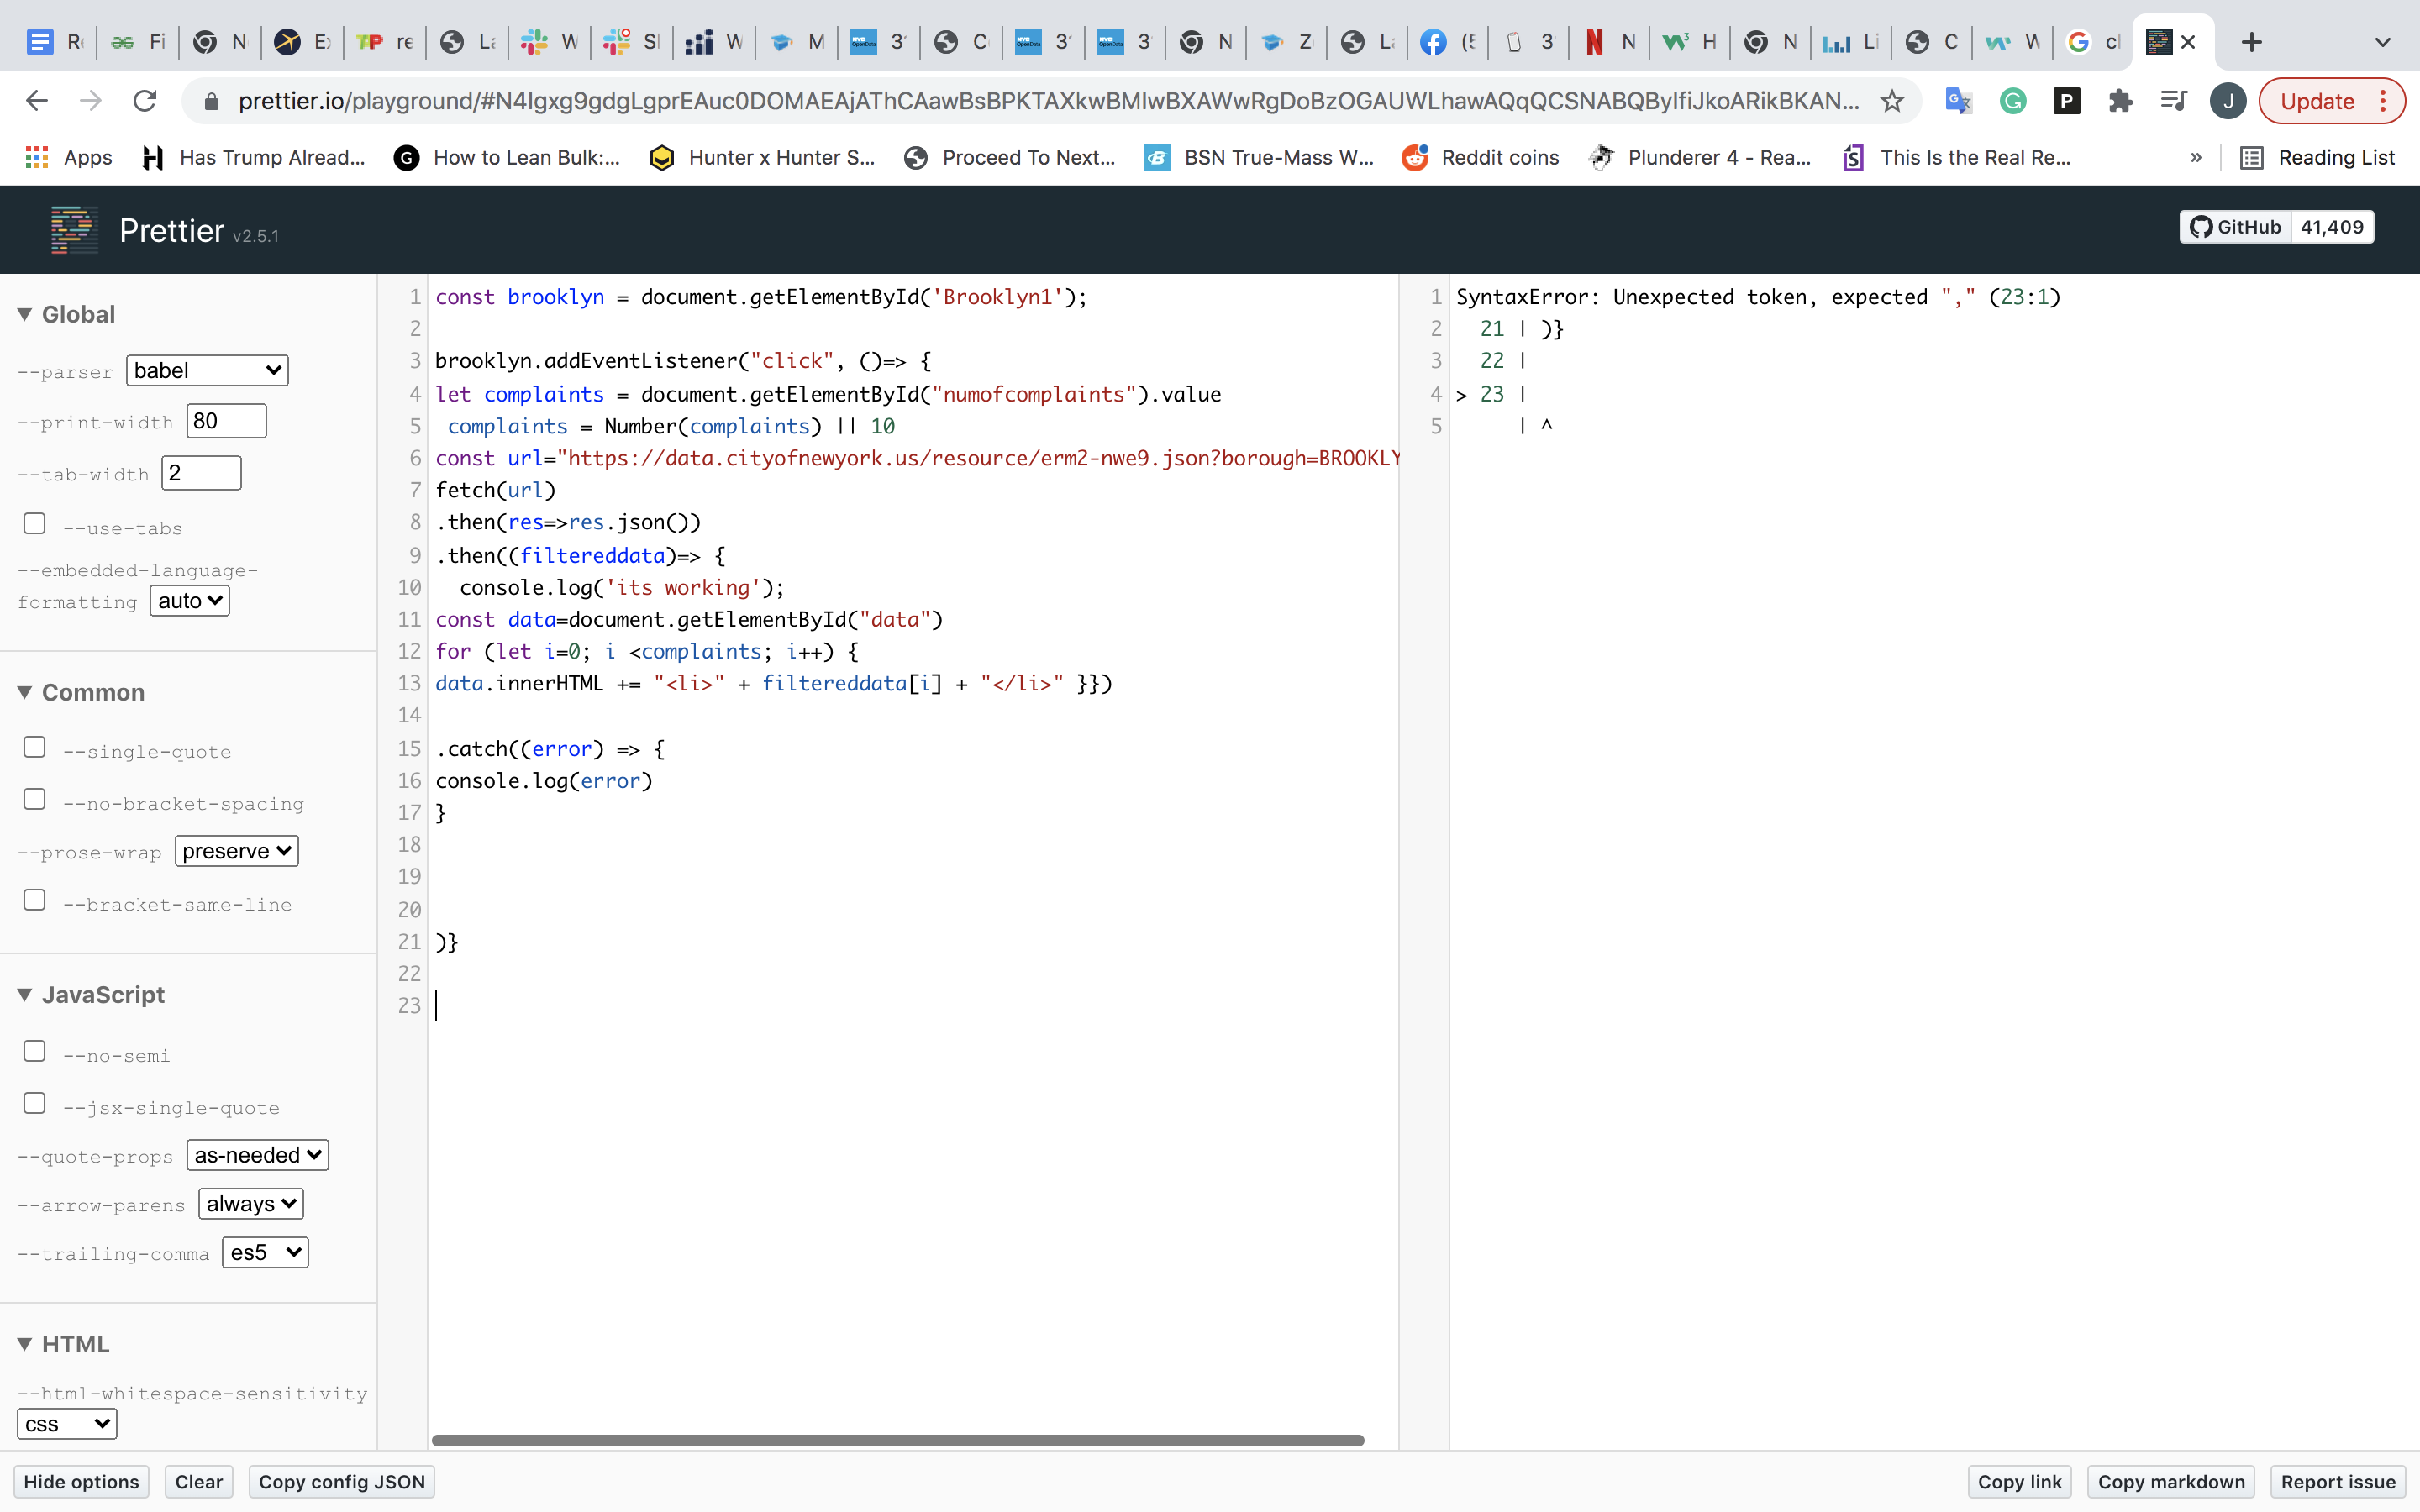 R
Fi
N
E
re
La
W
Sl
W
M
3
C
3
3
N
Z
L
(
3
N
H
N
Li
C
W
cl
prettier.io/playground/#N4Igxg9gdgLgprEAuc0DOMAEAjAThCAawBsBPKTAXkwBMIwBXAWwRgDoBzOGAUWLhawAQqQCSNABQByIfiJkoARikBKAN...
Update
Apps
Has Trump Alread...
How to Lean Bulk:...
Hunter x Hunter S...
Proceed To Next...
BSN True-Mass W...
Reddit coins
Plunderer 4 - Rea...
This Is the Real Re...
»
Reading List
Prettier v2.5.1
GitHub 41,409
Global
--parser babel
--print-width 80
--tab-width 2
--use-tabs
--embedded-language-
formatting auto
Common
--single-quote
--no-bracket-spacing
--prose-wrap preserve
--bracket-same-line
JavaScript
--no-semi
--jsx-single-quote
--quote-props as-needed
--arrow-parens always
--trailing-comma es5
HTML
--html-whitespace-sensitivity
css
1 const brooklyn = document.getElementById('Brooklyn1');
2
3 brooklyn.addEventListener("click", ()=> {
4 let complaints = document.getElementById("numofcomplaints").value
5 complaints = Number(complaints) || 10
6 const url="https://data.cityofnewyork.us/resource/erm2-nwe9.json?borough=BROOKLY
7 fetch(url)
8 .then(res=>res.json())
9 .then((filtereddata)=> {
10 console.log('its working');
11 const data=document.getElementById("data")
12 for (let i=0; i <complaints; i++) {
13 data.innerHTML += "<li>" + filtereddata[i] + "</li>" }})
14
15 .catch((error) => {
16 console.log(error)
17 }
18
19
20
21 )}
22
23
1 SyntaxError: Unexpected token, expected "," (23:1)
2 21 | )}
3 22 |
4 > 23 |
5 | ^
Hide options
Clear
Copy config JSON
Copy link
Copy markdown
Report issue